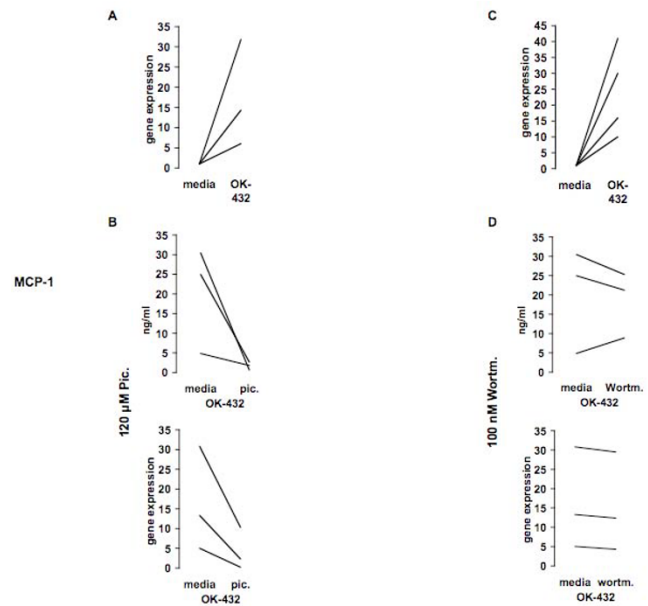 A
35
30
25
20
15
10
5
0
gene expression
media OK-
432
C
45
40
35
30
25
20
15
10
5
0
gene expression
media OK-
432
MCP-1
B
120 µM Pic.
35
30
25
20
15
10
5
0
ng/ml
media pic.
OK-432
35
30
25
20
15
10
5
0
gene expression
media pic.
OK-432
D
100 nM Wortm.
35
30
25
20
15
10
5
0
ng/ml
media Wortm.
OK-432
35
30
25
20
15
10
5
0
gene expression
media wortm.
OK-432